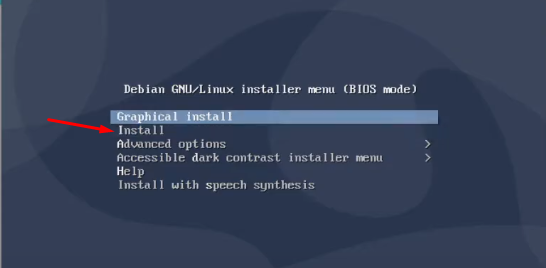 Debian GNU/Linux installer menu (BIOS mode)
Graphical install
Install
Advanced options >
Accessible dark contrast installer menu >
Help
Install with speech synthesis